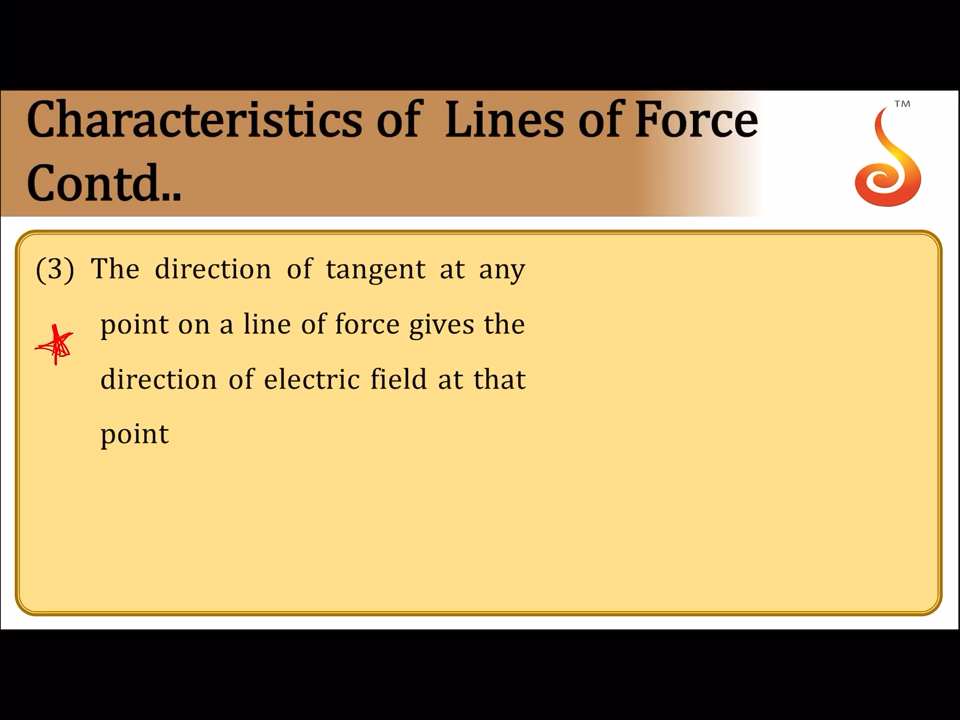 Characteristics of Lines of Force
Contd..
TM
(3) The direction of tangent at any
point on a line of force gives the
direction of electric field at that
point